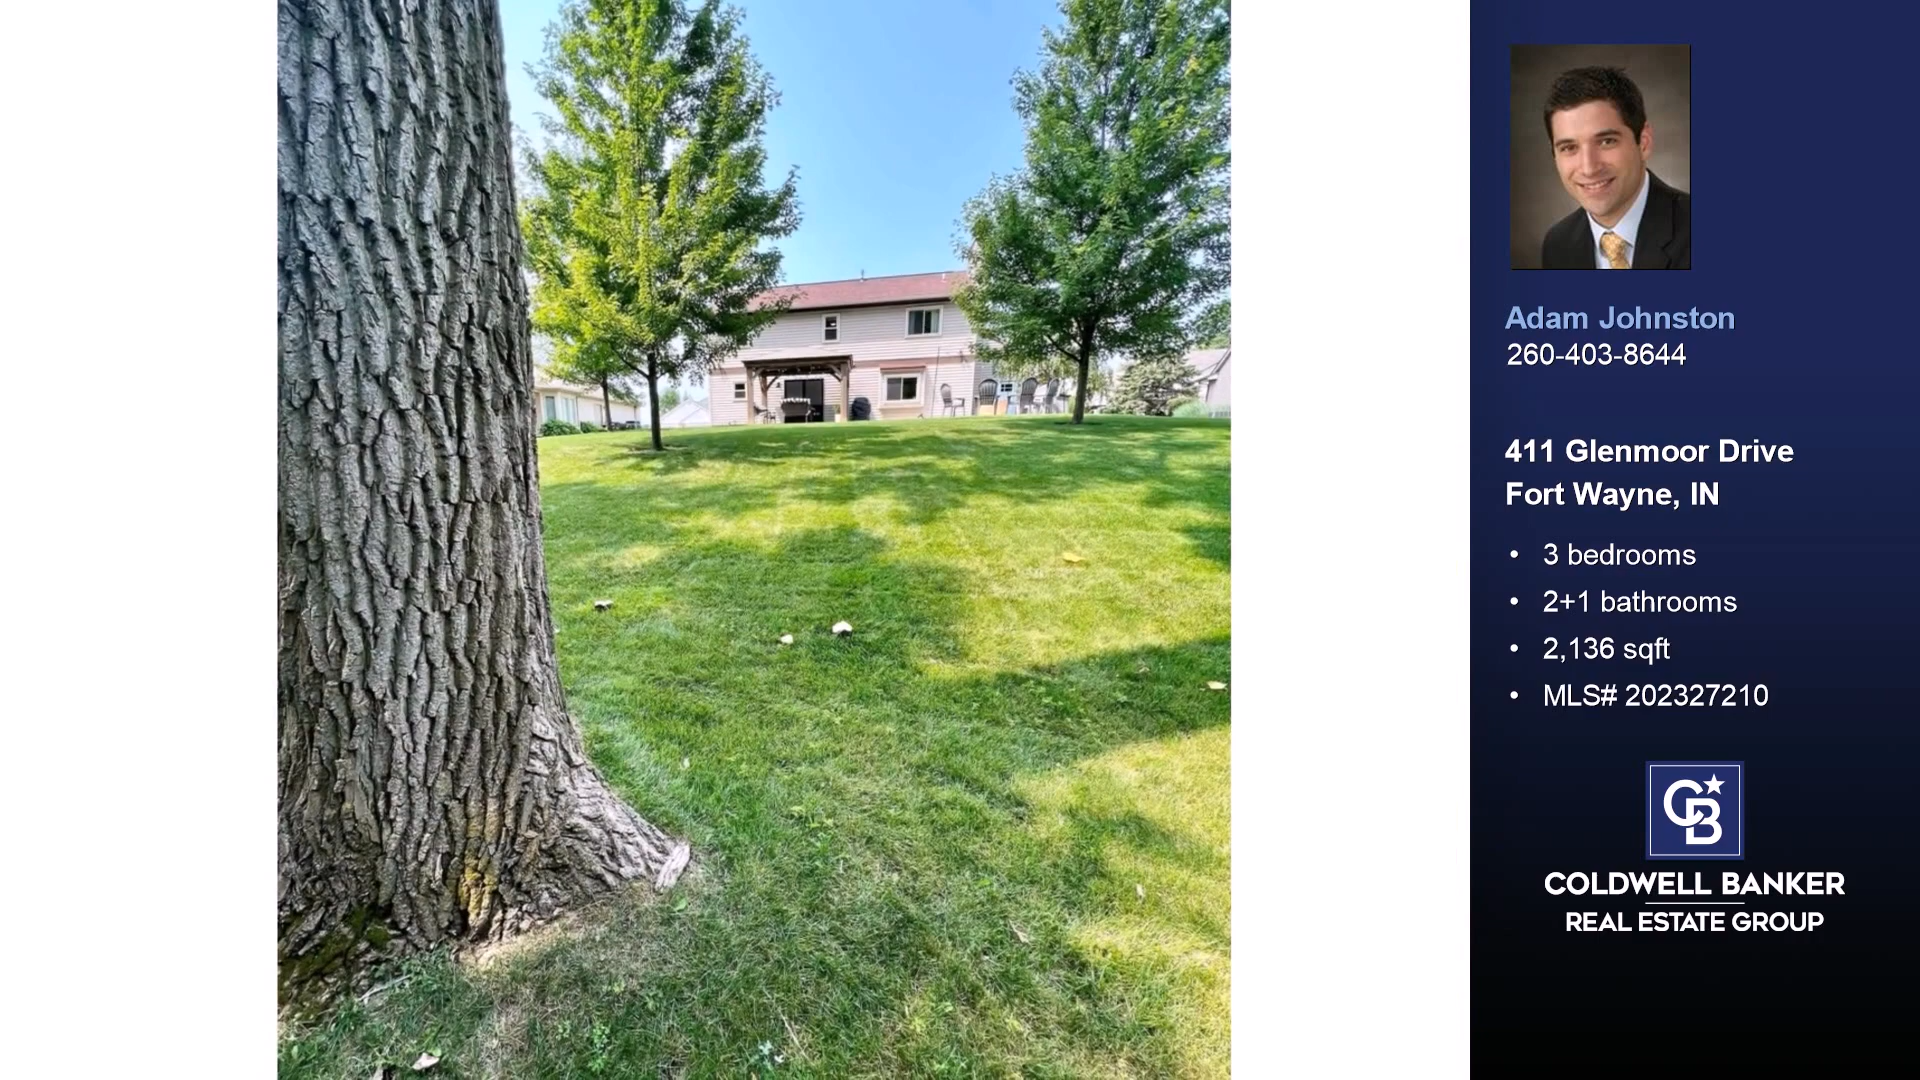 Adam Johnston
260-403-8644
411 Glenmoor Drive
Fort Wayne, IN
• 3 bedrooms
• 2+1 bathrooms
• 2,136 sqft
• MLS# 202327210
CB
COLDWELL BANKER
REAL ESTATE GROUP